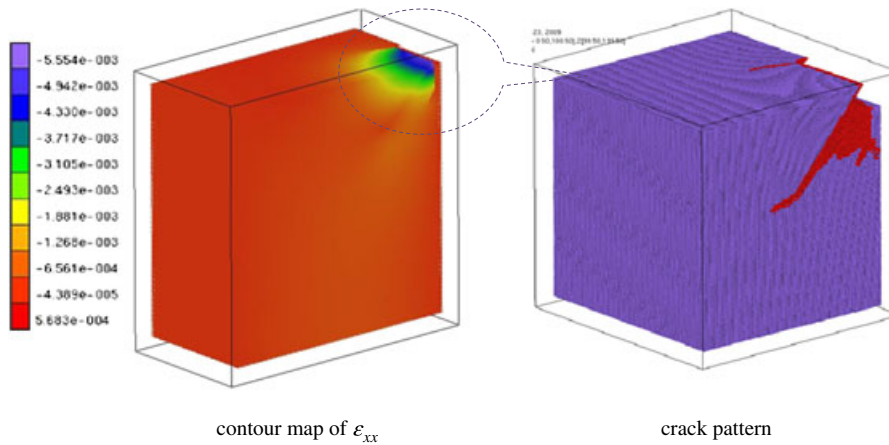 -5.554e-003
-4.942e-003
-4.330e-003
-3.717e-003
-3.105e-003
-2.493e-003
-1.881e-003
-1.268e-003
-6.561e-004
-4.389e-005
5.683e-004
23, 2009
contour map of εxx
crack pattern